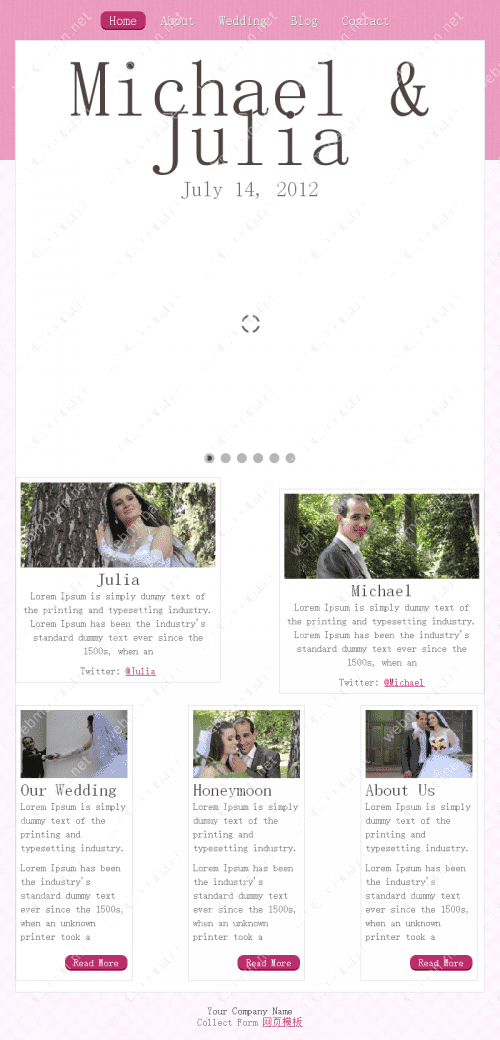 Home About Wedding Blog Contact
Michael &
Julia
July 14, 2012
Julia
Lorem Ipsum is simply dummy text of
the printing and typesetting industry.
Lorem Ipsum has been the industry's
standard dummy text ever since the
1500s, when an
Twitter: @Julia
Michael
Lorem Ipsum is simply dummy text of
the printing and typesetting industry.
Lorem Ipsum has been the industry's
standard dummy text ever since the
1500s, when an
Twitter: @Michael
Our Wedding
Lorem Ipsum is simply
dummy text of the
printing and
typesetting industry.
Lorem Ipsum has been
the industry's
standard dummy text
ever since the 1500s,
when an unknown
printer took a
Read More
Honeymoon
Lorem Ipsum is simply
dummy text of the
printing and
typesetting industry.
Lorem Ipsum has been
the industry's
standard dummy text
ever since the 1500s,
when an unknown
printer took a
Read More
About Us
Lorem Ipsum is simply
dummy text of the
printing and
typesetting industry.
Lorem Ipsum has been
the industry's
standard dummy text
ever since the 1500s,
when an unknown
printer took a
Read More
Your Company Name
Collect Form 网页模板